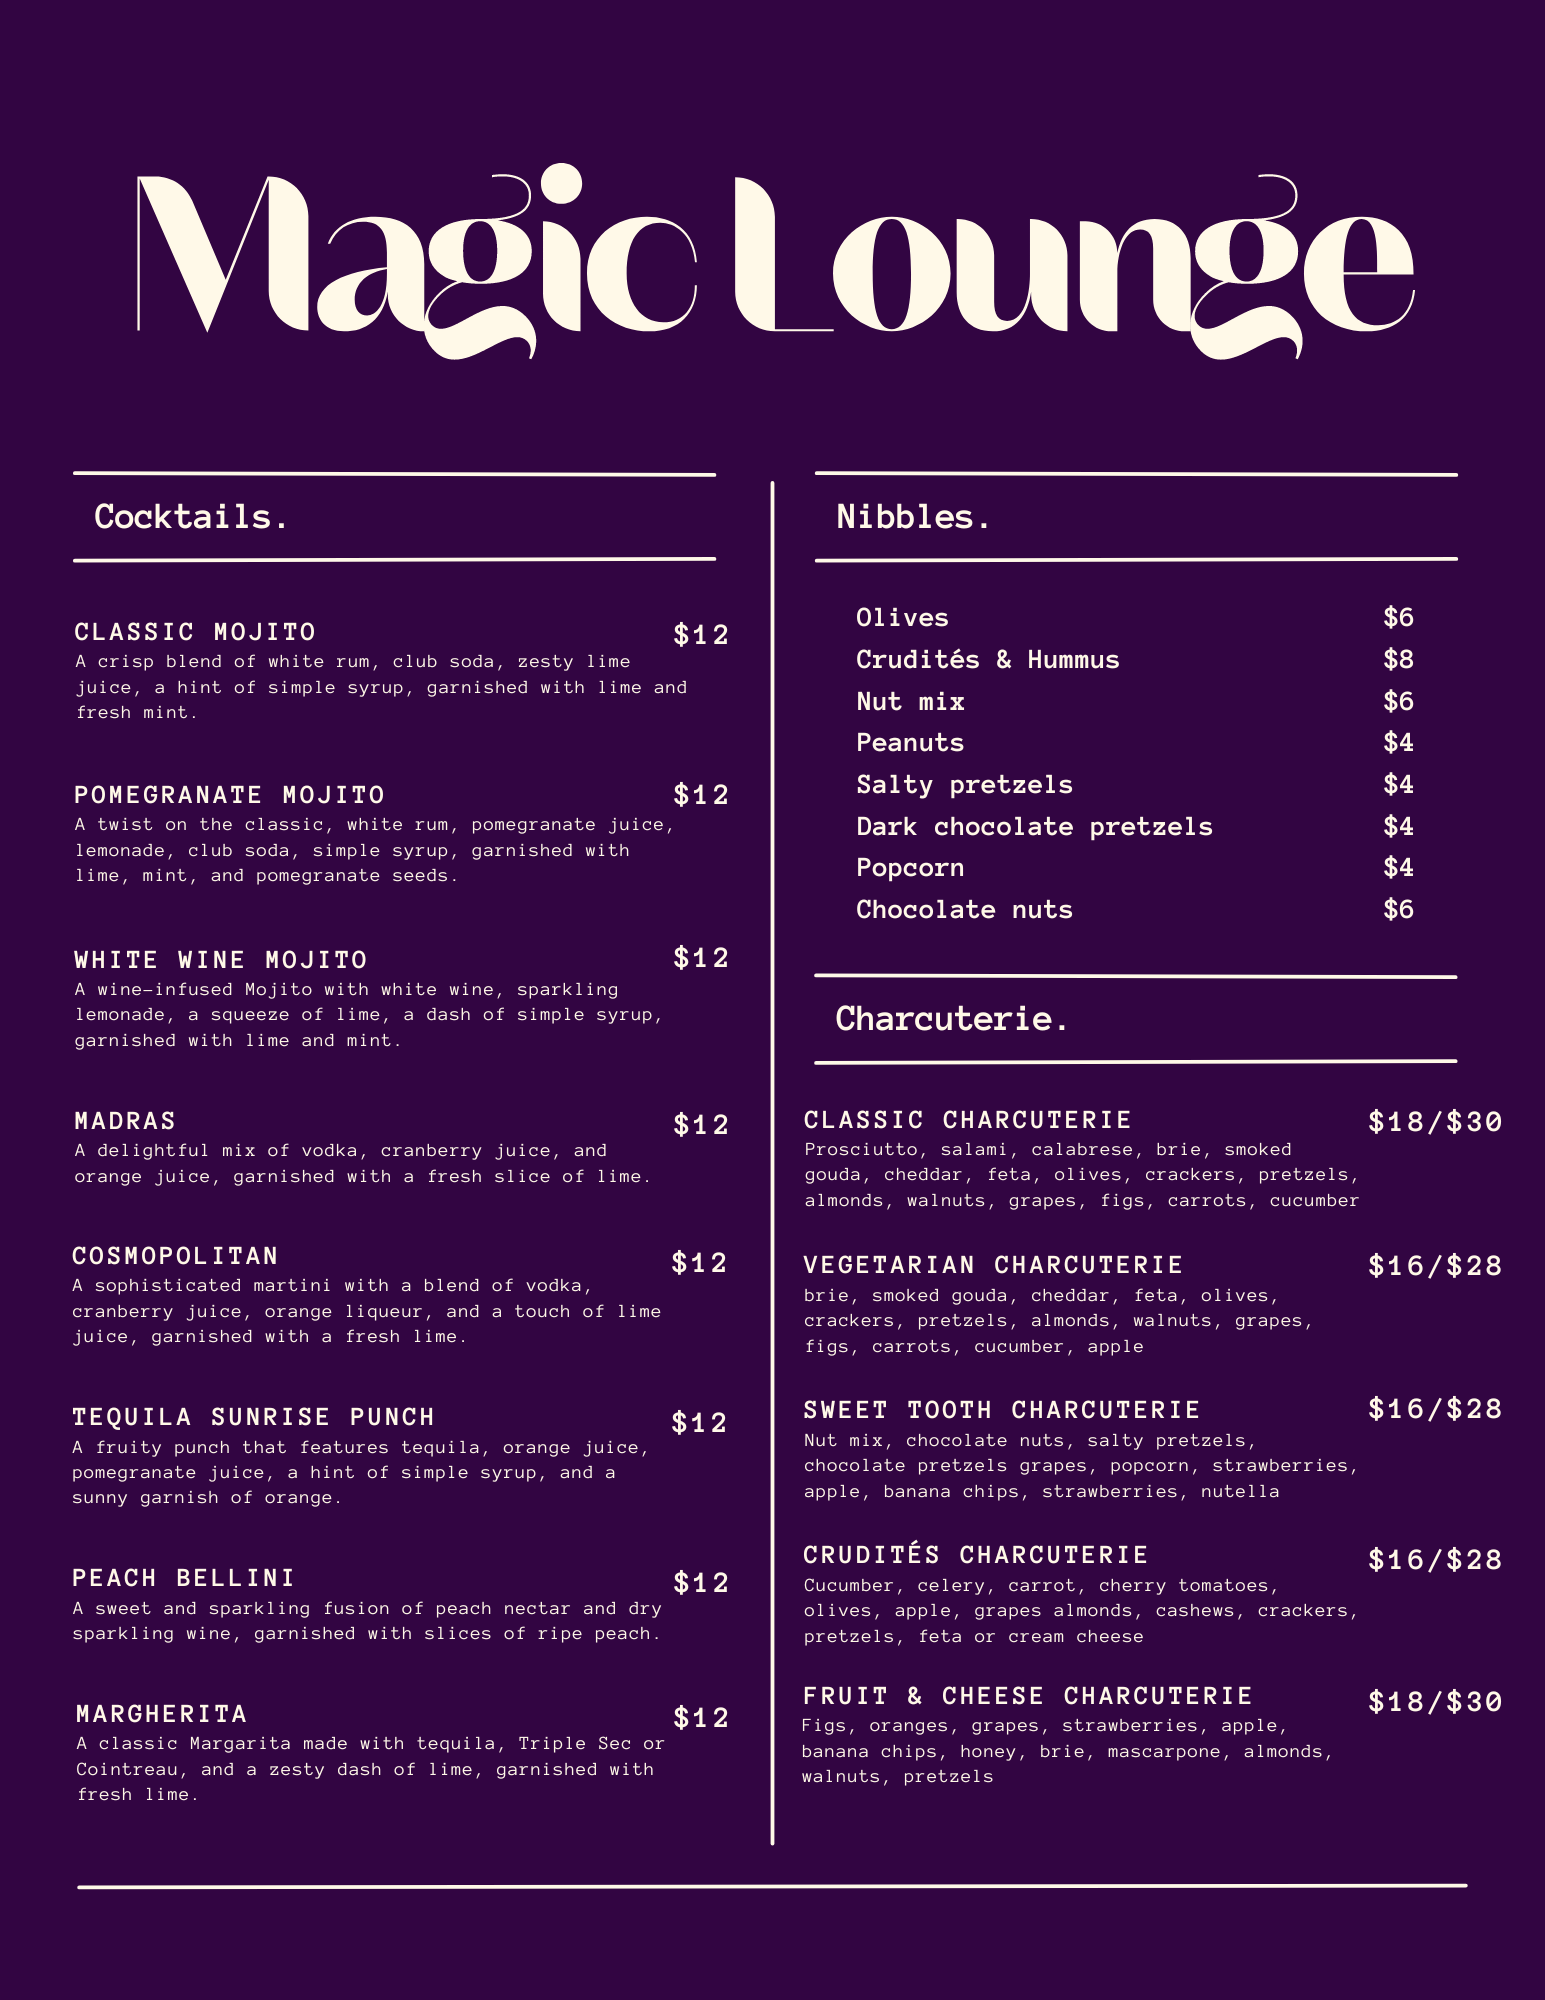 Magic Lounge
Cocktails.
CLASSIC MOJITO $12
A crisp blend of white rum, club soda, zesty lime
juice, a hint of simple syrup, garnished with lime and
fresh mint.
POMEGRANATE MOJITO $12
A twist on the classic, white rum, pomegranate juice,
lemonade, club soda, simple syrup, garnished with
lime, mint, and pomegranate seeds.
WHITE WINE MOJITO $12
A wine-infused Mojito with white wine, sparkling
lemonade, a squeeze of lime, a dash of simple syrup,
garnished with lime and mint.
MADRAS $12
A delightful mix of vodka, cranberry juice, and
orange juice, garnished with a fresh slice of lime.
COSMOPOLITAN $12
A sophisticated martini with a blend of vodka,
cranberry juice, orange liqueur, and a touch of lime
juice, garnished with a fresh lime.
TEQUILA SUNRISE PUNCH $12
A fruity punch that features tequila, orange juice,
pomegranate juice, a hint of simple syrup, and a
sunny garnish of orange.
PEACH BELLINI $12
A sweet and sparkling fusion of peach nectar and dry
sparkling wine, garnished with slices of ripe peach.
MARGHERITA $12
A classic Margarita made with tequila, Triple Sec or
Cointreau, and a zesty dash of lime, garnished with
fresh lime.
Nibbles.
Olives $6
Crudités & Hummus $8
Nut mix $6
Peanuts $4
Salty pretzels $4
Dark chocolate pretzels $4
Popcorn $4
Chocolate nuts $6
Charcuterie.
CLASSIC CHARCUTERIE $18/$30
Prosciutto, salami, calabrese, brie, smoked
gouda, cheddar, feta, olives, crackers, pretzels,
almonds, walnuts, grapes, figs, carrots, cucumber
VEGETARIAN CHARCUTERIE $16/$28
brie, smoked gouda, cheddar, feta, olives,
crackers, pretzels, almonds, walnuts, grapes,
figs, carrots, cucumber, apple
SWEET TOOTH CHARCUTERIE $16/$28
Nut mix, chocolate nuts, salty pretzels,
chocolate pretzels grapes, popcorn, strawberries,
apple, banana chips, strawberries, nutella
CRUDITÉS CHARCUTERIE $16/$28
Cucumber, celery, carrot, cherry tomatoes,
olives, apple, grapes almonds, cashews, crackers,
pretzels, feta or cream cheese
FRUIT & CHEESE CHARCUTERIE $18/$30
Figs, oranges, grapes, strawberries, apple,
banana chips, honey, brie, mascarpone, almonds,
walnuts, pretzels